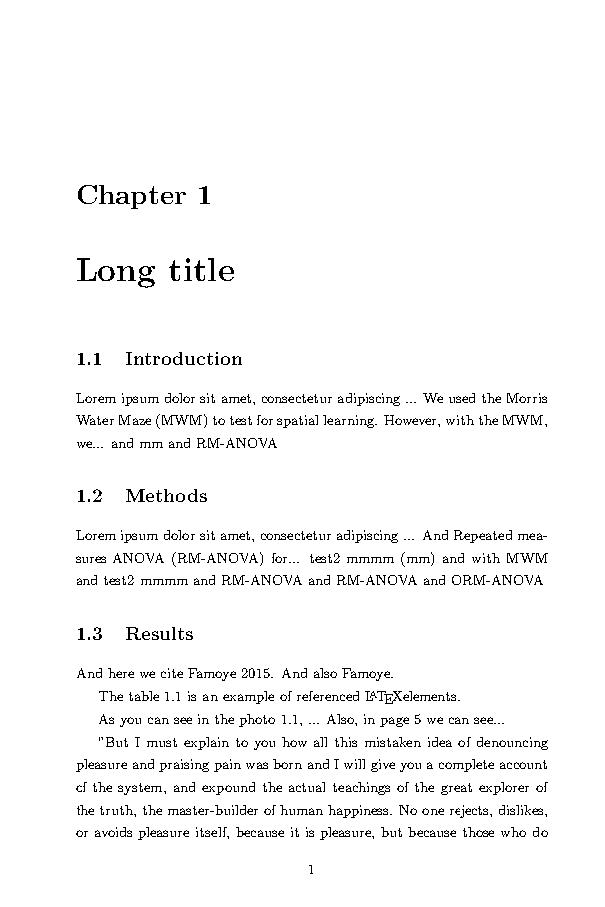 Chapter 1
Long title
1.1 Introduction
Lorem ipsum dolor sit amet, consectetur adipiscing ... We used the Morris
Water Maze (MWM) to test for spatial learning. However, with the MWM,
we... and mm and RM-ANOVA
1.2 Methods
Lorem ipsum dolor sit amet, consectetur adipiscing ... And Repeated mea-
sures ANOVA (RM-ANOVA) for... test2 mmmm (mm) and with MWM
and test2 mmmm and RM-ANOVA and RM-ANOVA and ORM-ANOVA
1.3 Results
And here we cite Famoye 2015. And also Famoye.
The table 1.1 is an example of referenced LATEXelements.
As you can see in the photo 1.1, ... Also, in page 5 we can see...
"But I must explain to you how all this mistaken idea of denouncing
pleasure and praising pain was born and I will give you a complete account
of the system, and expound the actual teachings of the great explorer of
the truth, the master-builder of human happiness. No one rejects, dislikes,
or avoids pleasure itself, because it is pleasure, but because those who do
1